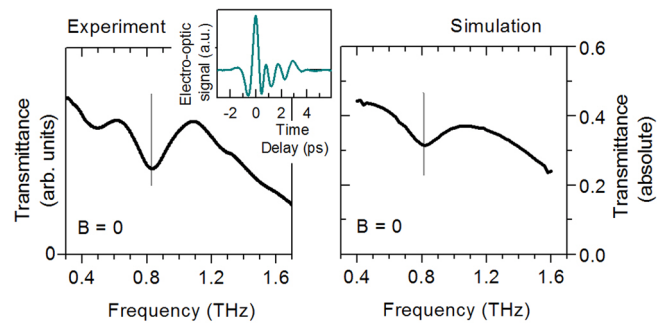 Experiment
Electro-optic
signal (a.u.)
-2 0 2 4
Time
Delay (ps)
Transmittance
(arb. units)
0
B = 0
0.4 0.8 1.2 1.6
Frequency (THz)
Simulation
0.6
0.4
0.2
0.0
Transmittance
(absolute)
B = 0
0.4 0.8 1.2 1.6
Frequency (THz)